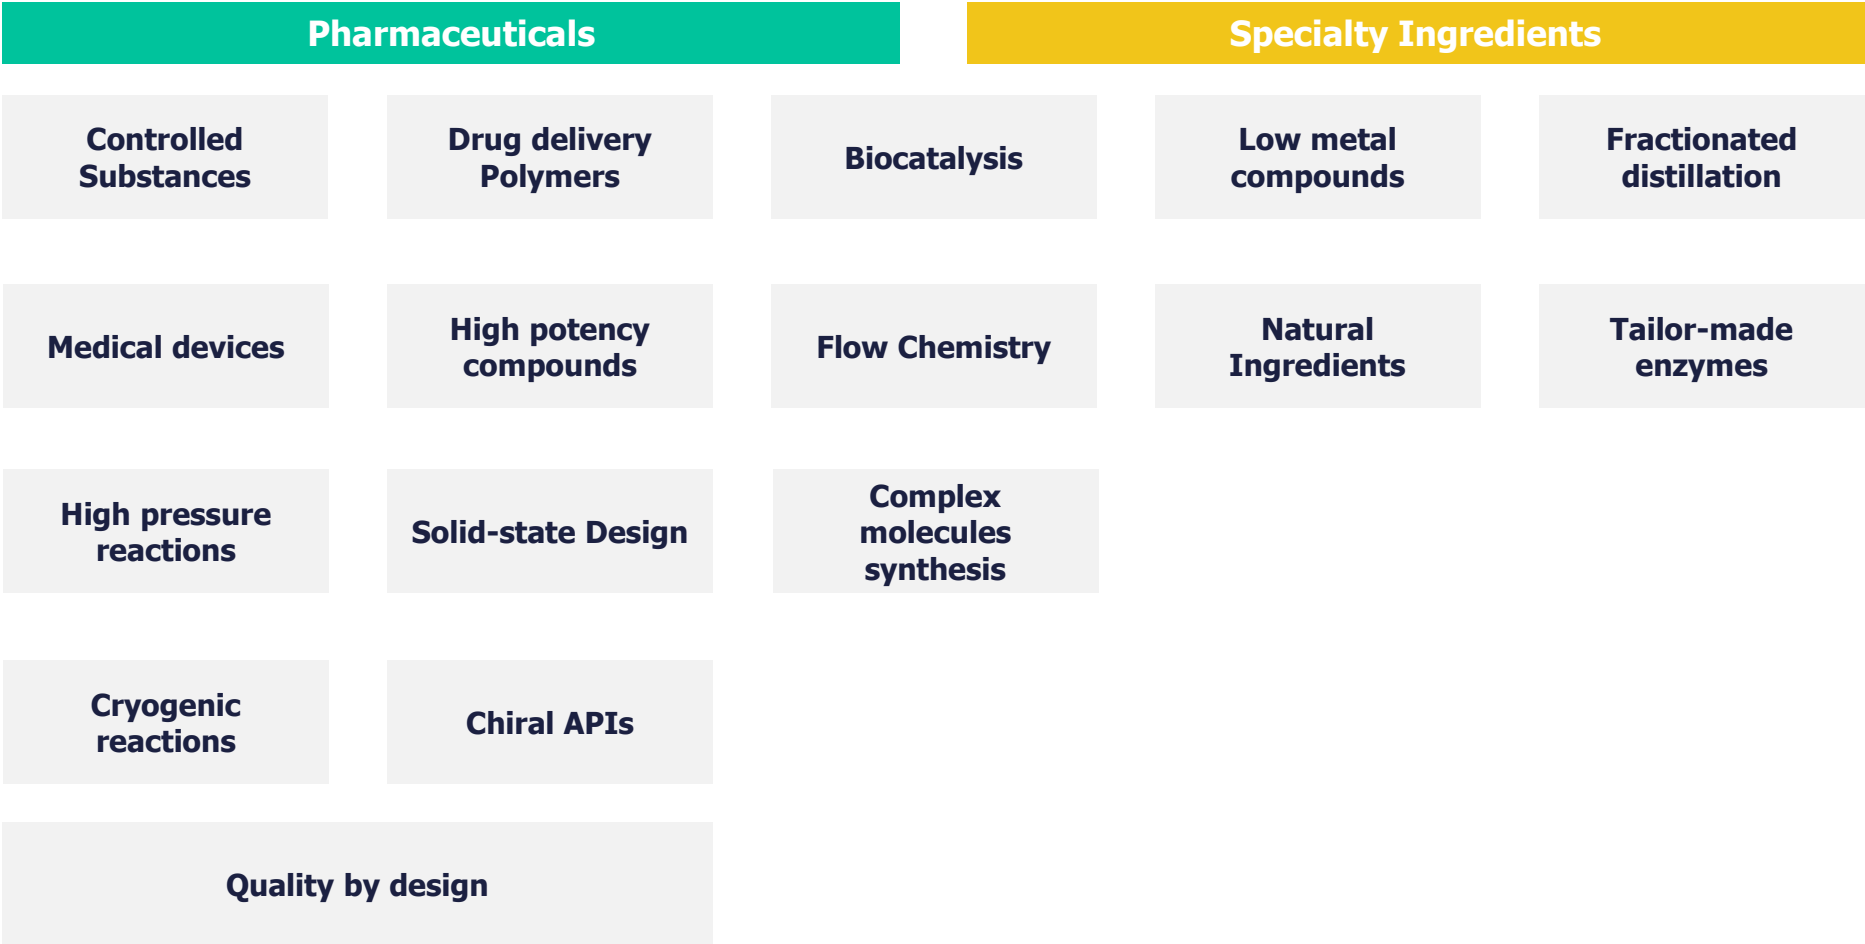 Pharmaceuticals
Specialty Ingredients
Controlled
Substances
Drug delivery
Polymers
Biocatalysis
Low metal
compounds
Fractionated
distillation
Medical devices
High potency
compounds
Flow Chemistry
Natural
Ingredients
Tailor-made
enzymes
High pressure
reactions
Solid-state Design
Complex
molecules
synthesis
Cryogenic
reactions
Chiral APIs
Quality by design